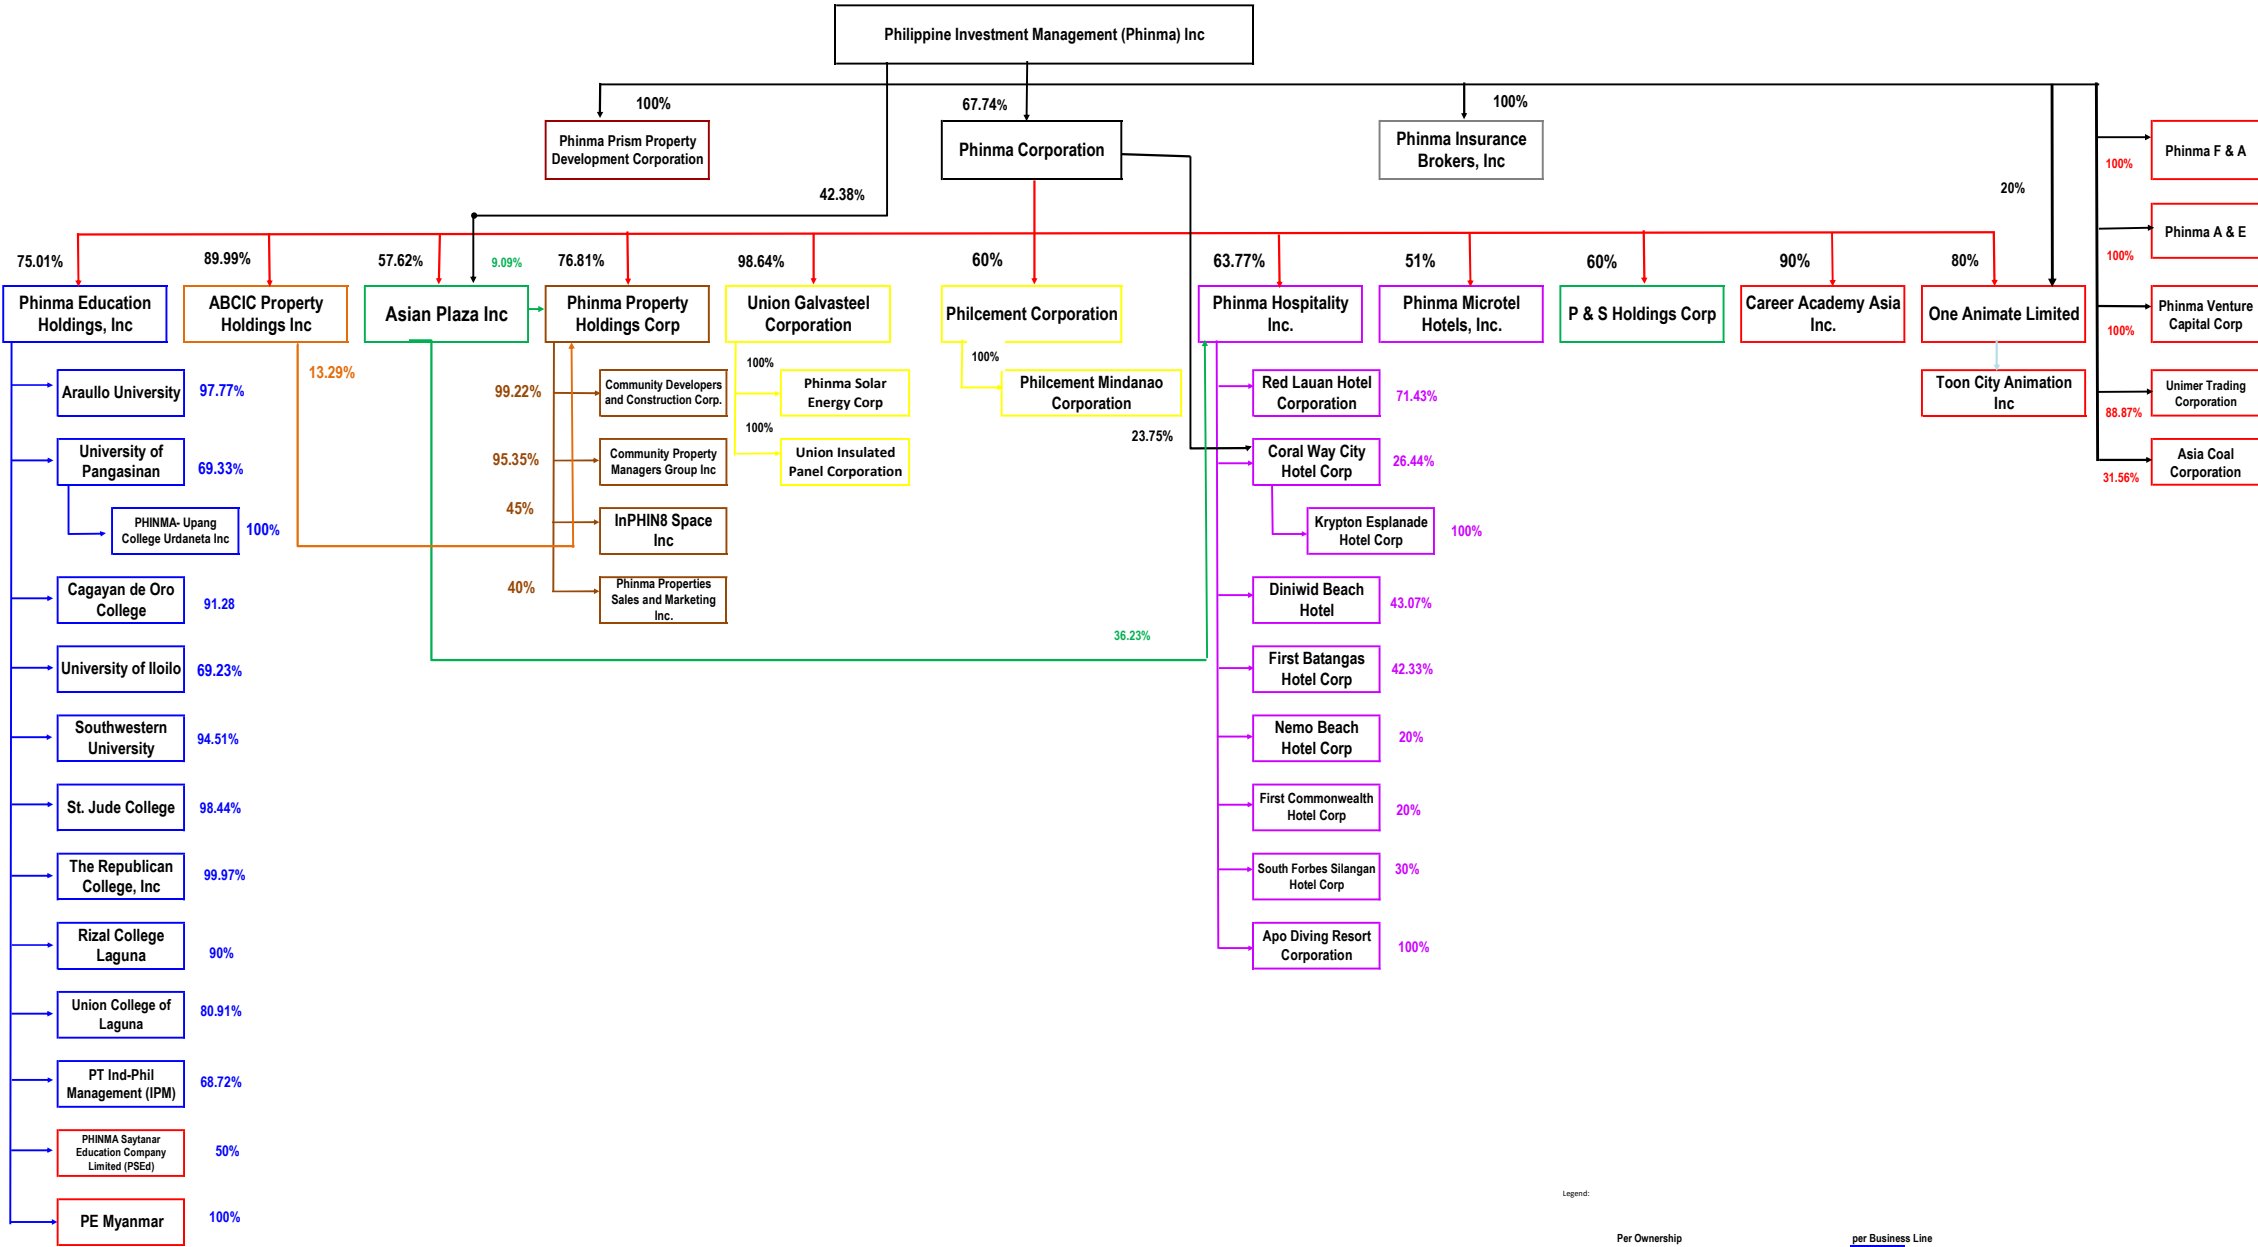 Philippine Investment Management (Phinma) Inc
100%
67.74%
100%
Phinma Prism Property
Development Corporation
Phinma Corporation
Phinma Insurance
Brokers, Inc
Phinma F & A
100%
42.38%
20%
Phinma A & E
100%
75.01%
89.99%
57.62%
9.09%
76.81%
98.64%
60%
63.77%
51%
60%
90%
80%
Phinma Education
Holdings, Inc
ABCIC Property
Holdings Inc
Asian Plaza Inc
Phinma Property
Holdings Corp
Union Galvasteel
Corporation
Philcement Corporation
Phinma Hospitality
Inc.
Phinma Microtel
Hotels, Inc.
P & S Holdings Corp
Career Academy Asia
Inc.
One Animate Limited
Phinma Venture
Capital Corp
100%
13.29%
100%
100%
Araullo University
97.77%
99.22%
Community Developers
and Construction Corp.
Phinma Solar
Energy Corp
Philcement Mindanao
Corporation
Red Lauan Hotel
Corporation
71.43%
Toon City Animation
Inc
Unimer Trading
Corporation
88.87%
100%
23.75%
University of
Pangasinan
69.33%
95.35%
Community Property
Managers Group Inc
Union Insulated
Panel Corporation
Coral Way City
Hotel Corp
26.44%
Asia Coal
Corporation
31.56%
PHINMA- Upang
College Urdaneta Inc
100%
45%
InPHIN8 Space
Inc
Krypton Esplanade
Hotel Corp
100%
Cagayan de Oro
College
91.28
40%
Phinma Properties
Sales and Marketing
Inc.
Diniwid Beach
Hotel
43.07%
36.23%
University of Iloilo
69.23%
First Batangas
Hotel Corp
42.33%
Southwestern
University
94.51%
Nemo Beach
Hotel Corp
20%
St. Jude College
98.44%
First Commonwealth
Hotel Corp
20%
The Republican
College, Inc
99.97%
South Forbes Silangan
Hotel Corp
30%
Rizal College
Laguna
90%
Apo Diving Resort
Corporation
100%
Union College of
Laguna
80.91%
PT Ind-Phil
Management (IPM)
68.72%
PHINMA Saytanar
Education Company
Limited (PSEd)
50%
PE Myanmar
100%
Legend:
Per Ownership
per Business Line